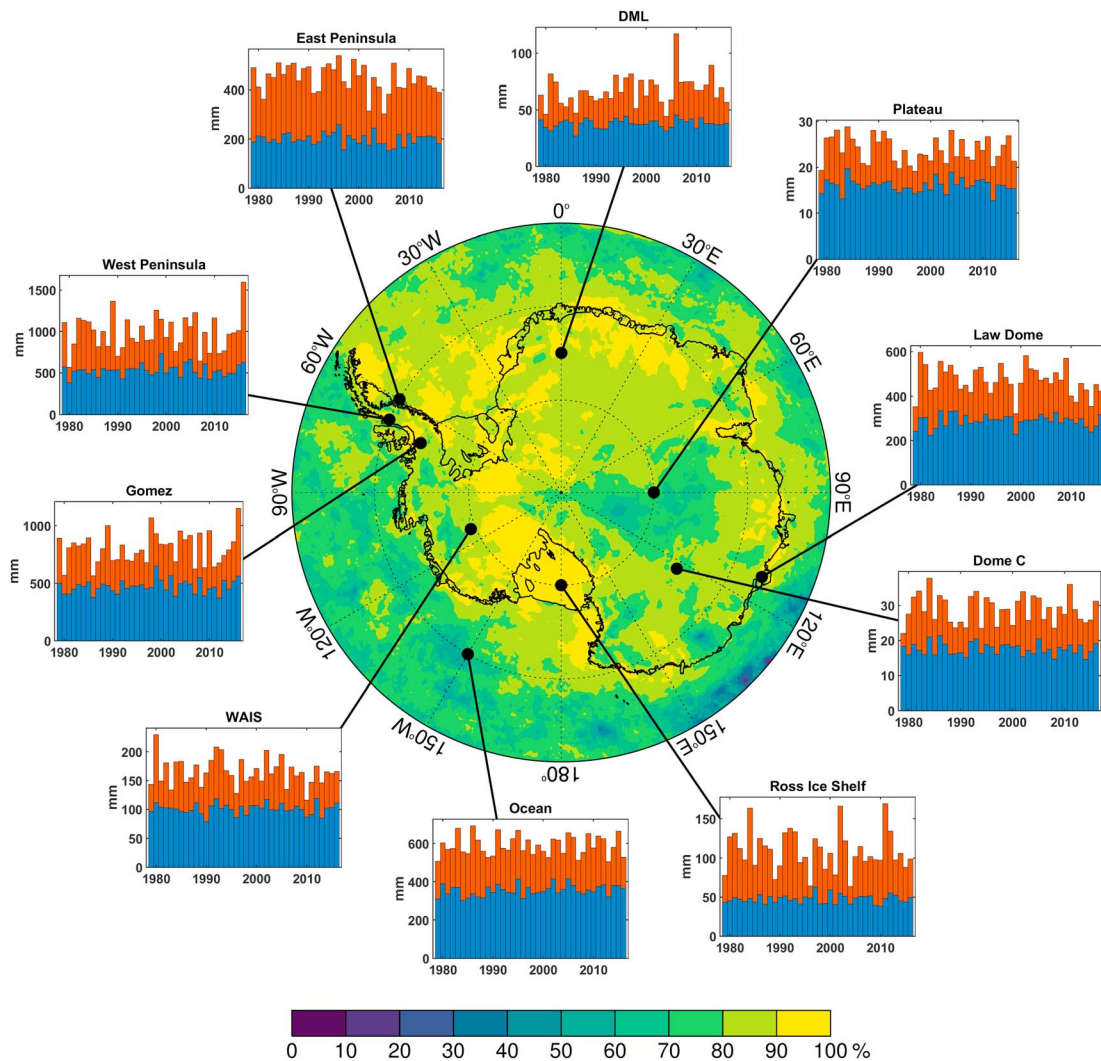 DML
100
50
0
mm
1980 1990 2000 2010
East Peninsula
400
200
0
mm
1980 1990 2000 2010
Plateau
30
20
10
0
mm
1980 1990 2000 2010
West Peninsula
1500
1000
500
0
mm
1980 1990 2000 2010
Law Dome
600
400
200
0
mm
1980 1990 2000 2010
Gomez
1000
500
0
mm
1980 1990 2000 2010
Dome C
30
20
10
0
mm
1980 1990 2000 2010
WAIS
200
150
100
50
0
mm
1980 1990 2000 2010
Ocean
600
400
200
0
mm
1980 1990 2000 2010
Ross Ice Shelf
150
100
50
0
mm
1980 1990 2000 2010
0°
30°E
60°E
90°E
120°E
150°E
180°
150°W
120°W
90°W
60°W
30°W
0 10 20 30 40 50 60 70 80 90 100 %